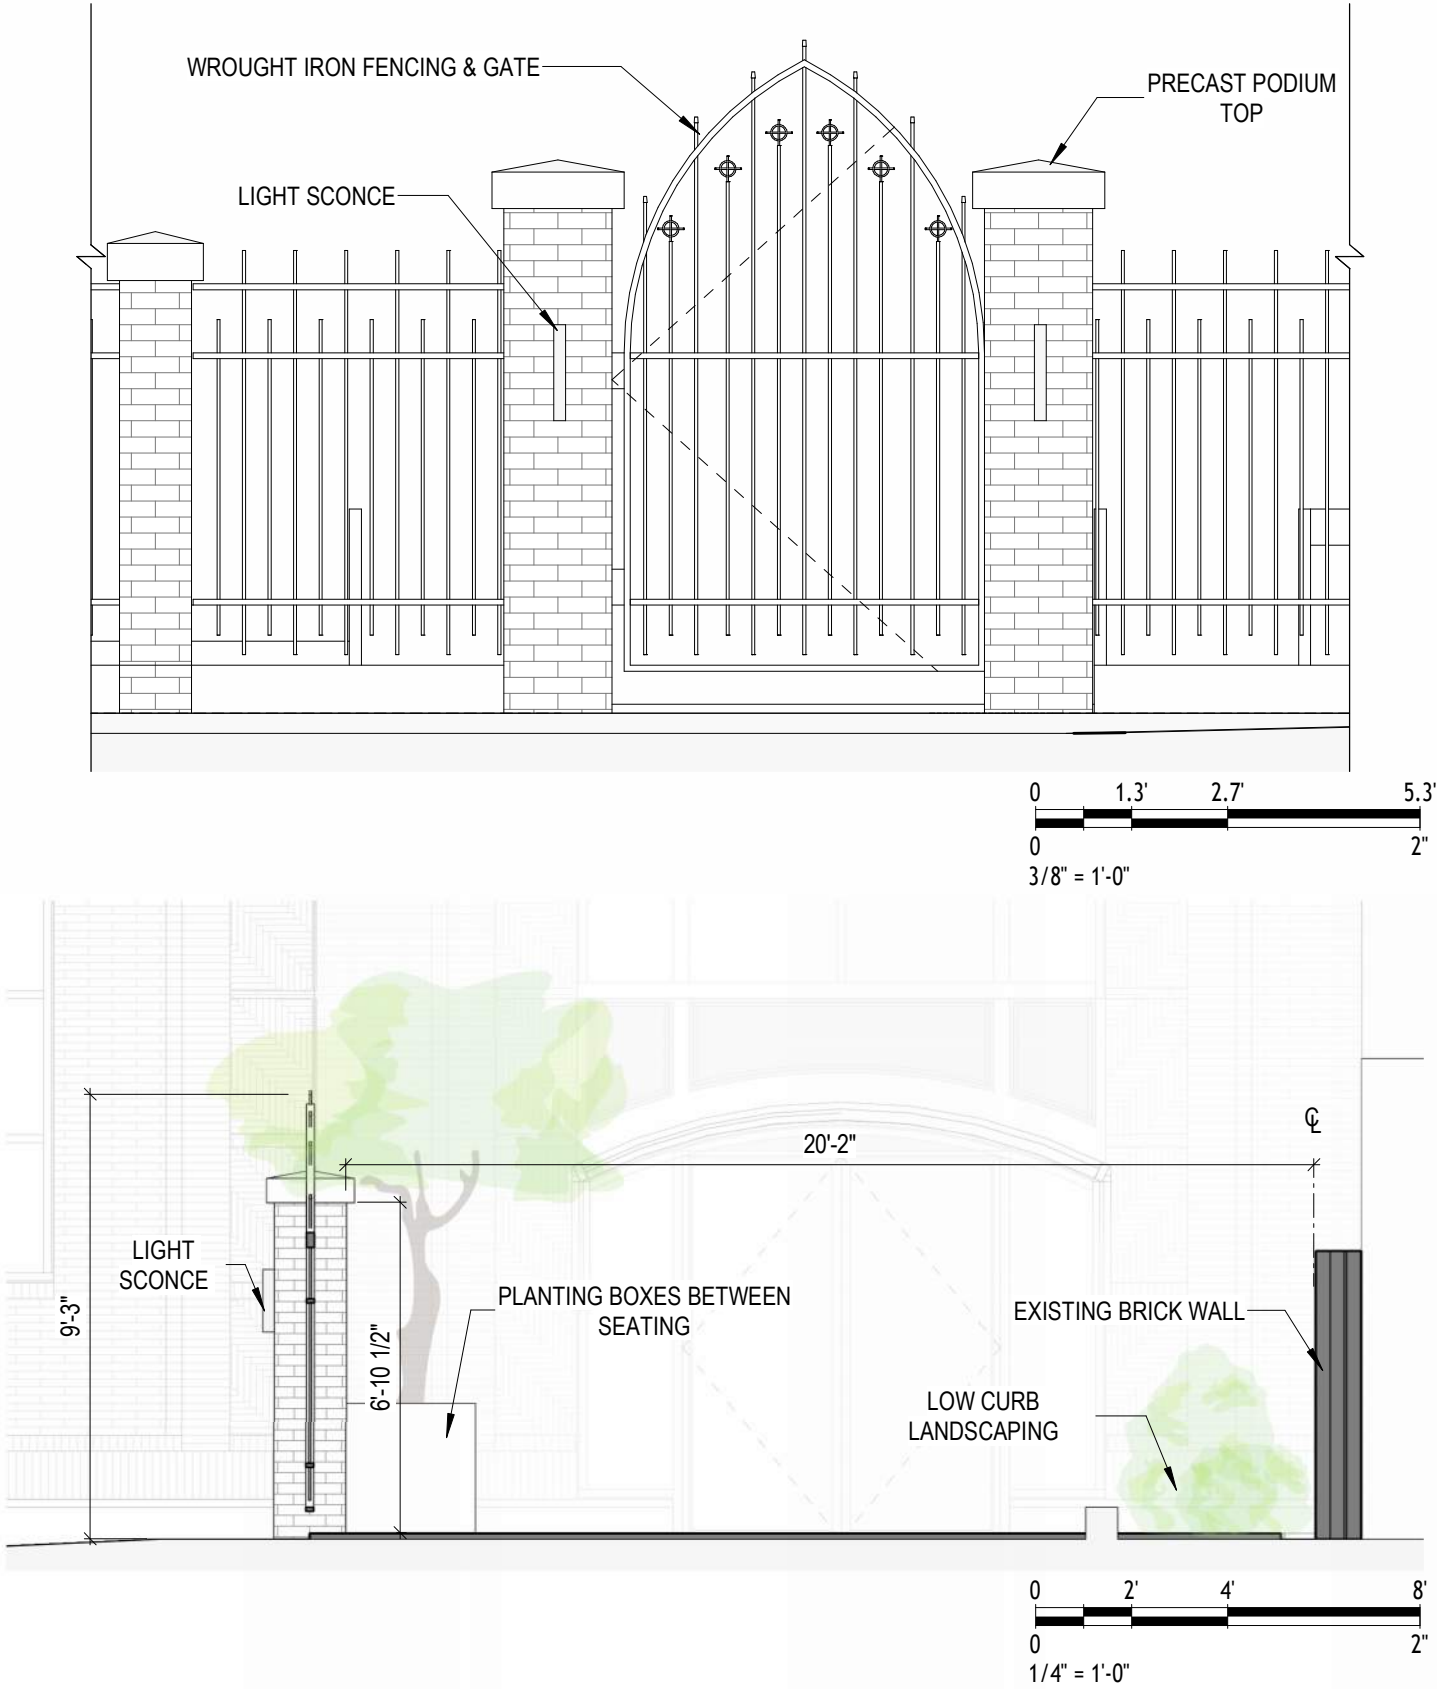 WROUGHT IRON FENCING & GATE
PRECAST PODIUM
TOP
LIGHT SCONCE
0 1.3' 2.7' 5.3'
0 2"
3/8" = 1'-0"
℄
20'-2"
LIGHT
SCONCE
9'-3"
6'-10 1/2"
PLANTING BOXES BETWEEN
SEATING
EXISTING BRICK WALL
LOW CURB
LANDSCAPING
0 2' 4' 8'
0 2"
1/4" = 1'-0"